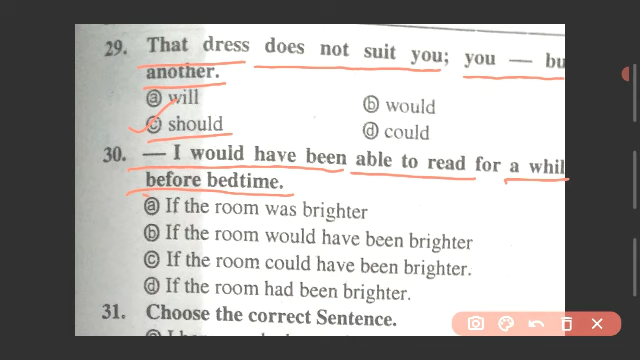 29. That dress does not suit you; you — bu
another.
ⓐ will
ⓑ would
ⓒ should
ⓓ could
30. — I would have been able to read for a whil
before bedtime.
ⓐ If the room was brighter
ⓑ If the room would have been brighter
ⓒ If the room could have been brighter.
ⓓ If the room had been brighter.
31. Choose the correct Sentence.